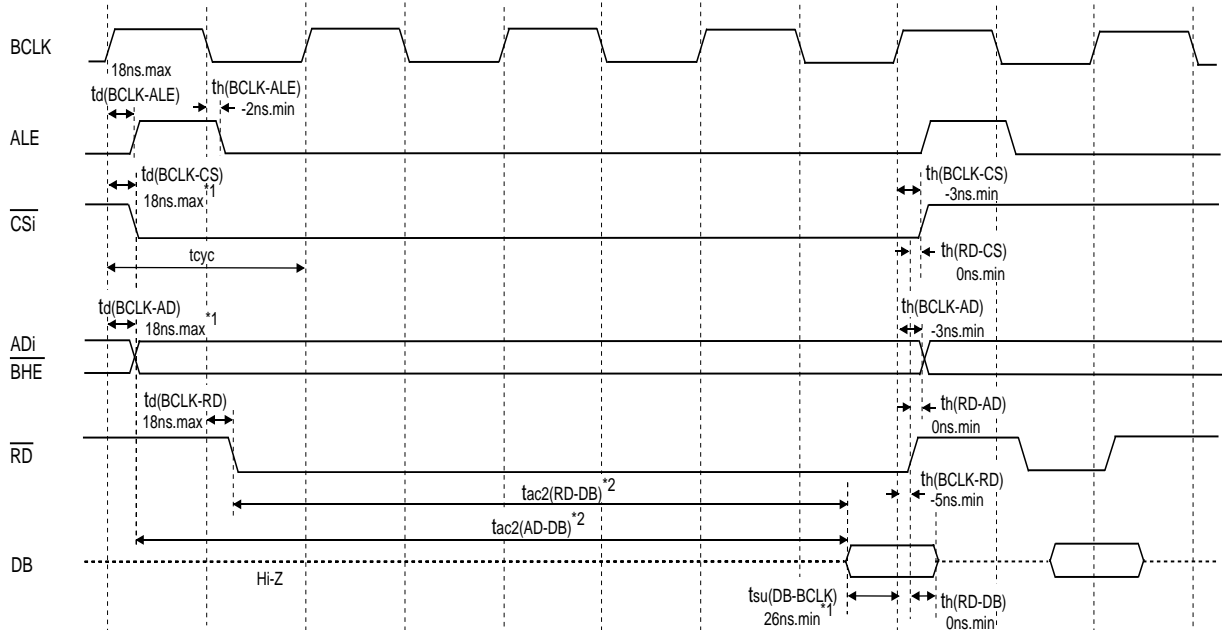 BCLK
18ns.max
td(BCLK-ALE)
th(BCLK-ALE)
-2ns.min
ALE
td(BCLK-CS)
18ns.max*1
th(BCLK-CS)
-3ns.min
CSi
tcyc
th(RD-CS)
0ns.min
td(BCLK-AD)
18ns.max*1
th(BCLK-AD)
-3ns.min
ADi
BHE
td(BCLK-RD)
18ns.max
th(RD-AD)
0ns.min
RD
tac2(RD-DB)*2
th(BCLK-RD)
-5ns.min
tac2(AD-DB)*2
DB
Hi-Z
tsu(DB-BCLK)
26ns.min*1
th(RD-DB)
0ns.min